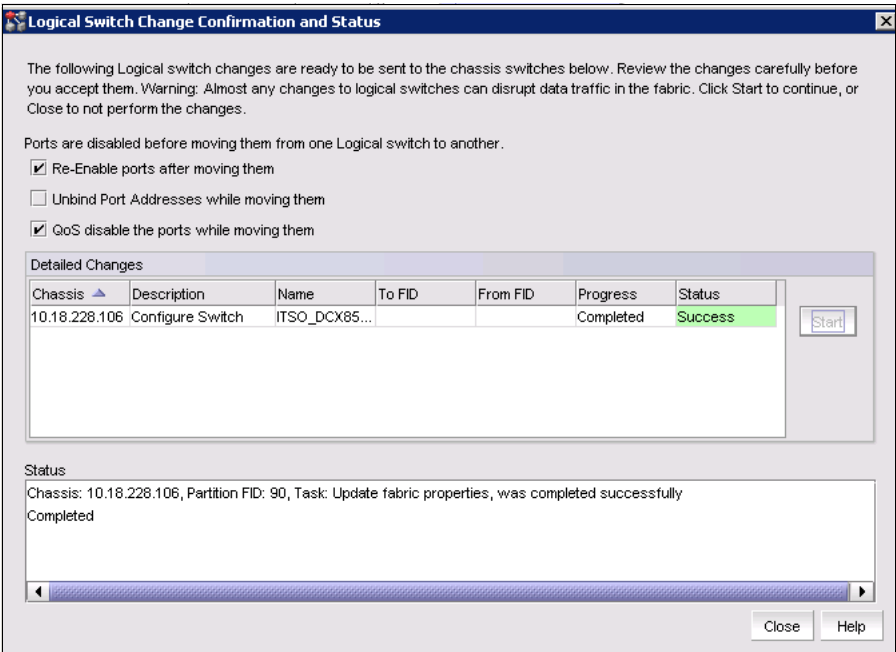 Logical Switch Change Confirmation and Status
The following Logical switch changes are ready to be sent to the chassis switches below. Review the changes carefully before
you accept them. Warning: Almost any changes to logical switches can disrupt data traffic in the fabric. Click Start to continue, or
Close to not perform the changes.
Ports are disabled before moving them from one Logical switch to another.
Re-Enable ports after moving them
Unbind Port Addresses while moving them
QoS disable the ports while moving them
Detailed Changes
Chassis Description Name To FID From FID Progress Status
10.18.228.106 Configure Switch ITSO_DCX85... Completed Success
Start
Status
Chassis: 10.18.228.106, Partition FID: 90, Task: Update fabric properties, was completed successfully
Completed
Close Help